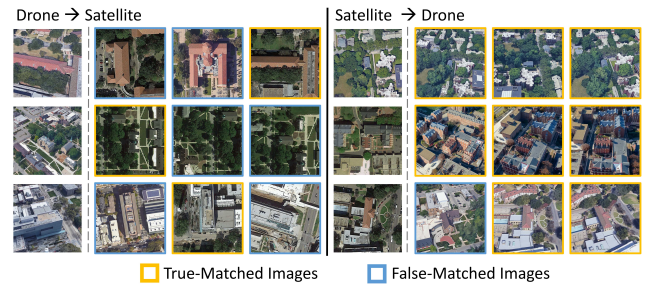 Drone → Satellite
Satellite → Drone
True-Matched Images
False-Matched Images